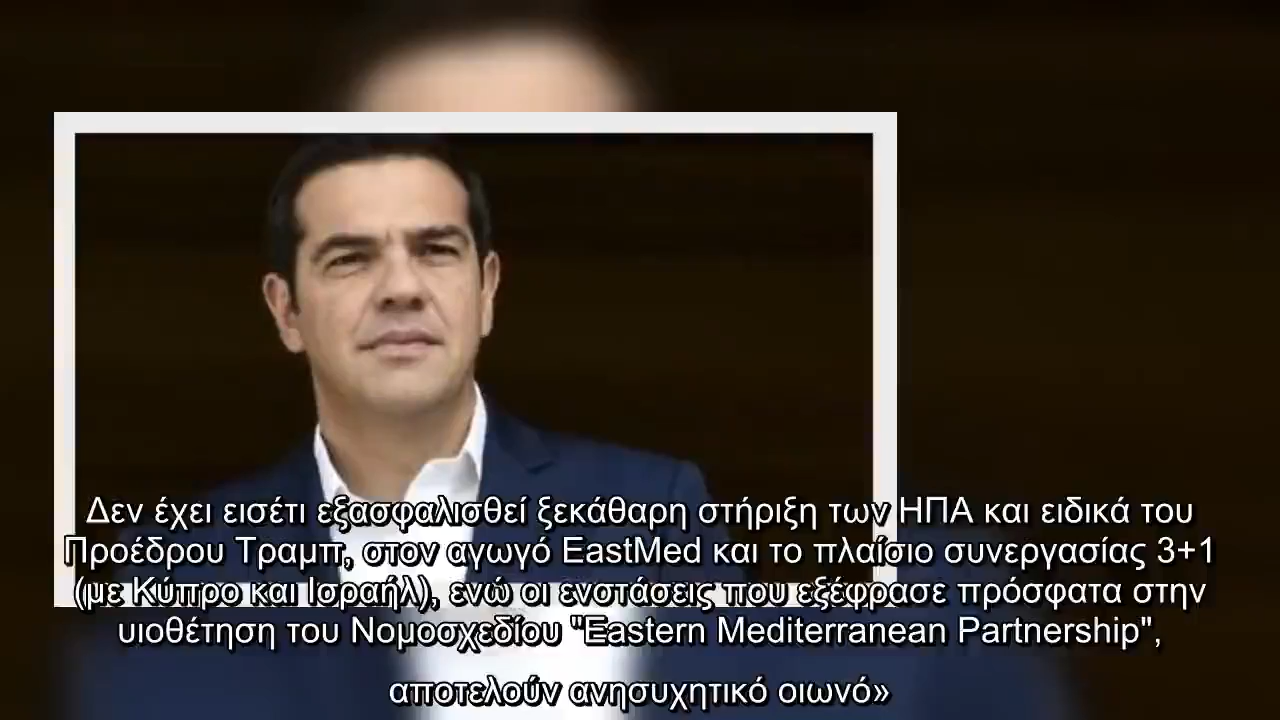 Δεν έχει εισέτι εξασφαλισθεί ξεκάθαρη στήριξη των ΗΠΑ και ειδικά του
Προέδρου Τραμπ, στον αγωγό EastMed και το πλαίσιο συνεργασίας 3+1
(με Κύπρο και Ισραήλ), ενώ οι ενστάσεις που εξέφρασε πρόσφατα στην
υιοθέτηση του Νομοσχεδίου "Eastern Mediterranean Partnership",
αποτελούν ανησυχητικό οιωνό»